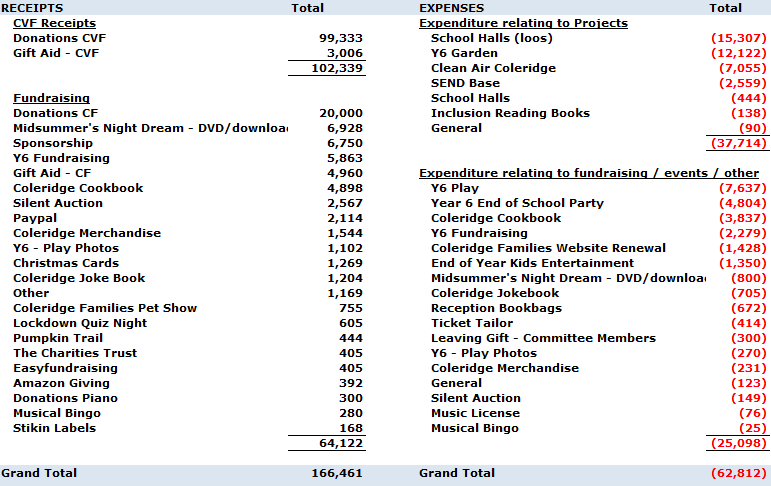 RECEIPTS Total
CVF Receipts
Donations CVF 99,333
Gift Aid - CVF 3,006
102,339
Fundraising
Donations CF 20,000
Midsummer's Night Dream - DVD/downloa 6,928
Sponsorship 6,750
Y6 Fundraising 5,863
Gift Aid - CF 4,960
Coleridge Cookbook 4,898
Silent Auction 2,567
Paypal 2,114
Coleridge Merchandise 1,544
Y6 - Play Photos 1,102
Christmas Cards 1,269
Coleridge Joke Book 1,204
Other 1,169
Coleridge Families Pet Show 755
Lockdown Quiz Night 605
Pumpkin Trail 444
The Charities Trust 405
Easyfundraising 405
Amazon Giving 392
Donations Piano 300
Musical Bingo 280
Stikin Labels 168
64,122
Grand Total 166,461
EXPENSES Total
Expenditure relating to Projects
School Halls (loos) (15,307)
Y6 Garden (12,122)
Clean Air Coleridge (7,055)
SEND Base (2,559)
School Halls (444)
Inclusion Reading Books (138)
General (90)
(37,714)
Expenditure relating to fundraising / events / other
Y6 Play (7,637)
Year 6 End of School Party (4,804)
Coleridge Cookbook (3,837)
Y6 Fundraising (2,279)
Coleridge Families Website Renewal (1,428)
End of Year Kids Entertainment (1,350)
Midsummer's Night Dream - DVD/downloa (800)
Coleridge Jokebook (705)
Reception Bookbags (672)
Ticket Tailor (414)
Leaving Gift - Committee Members (300)
Y6 - Play Photos (270)
Coleridge Merchandise (231)
General (123)
Silent Auction (149)
Music License (76)
Musical Bingo (25)
(25,098)
Grand Total (62,812)